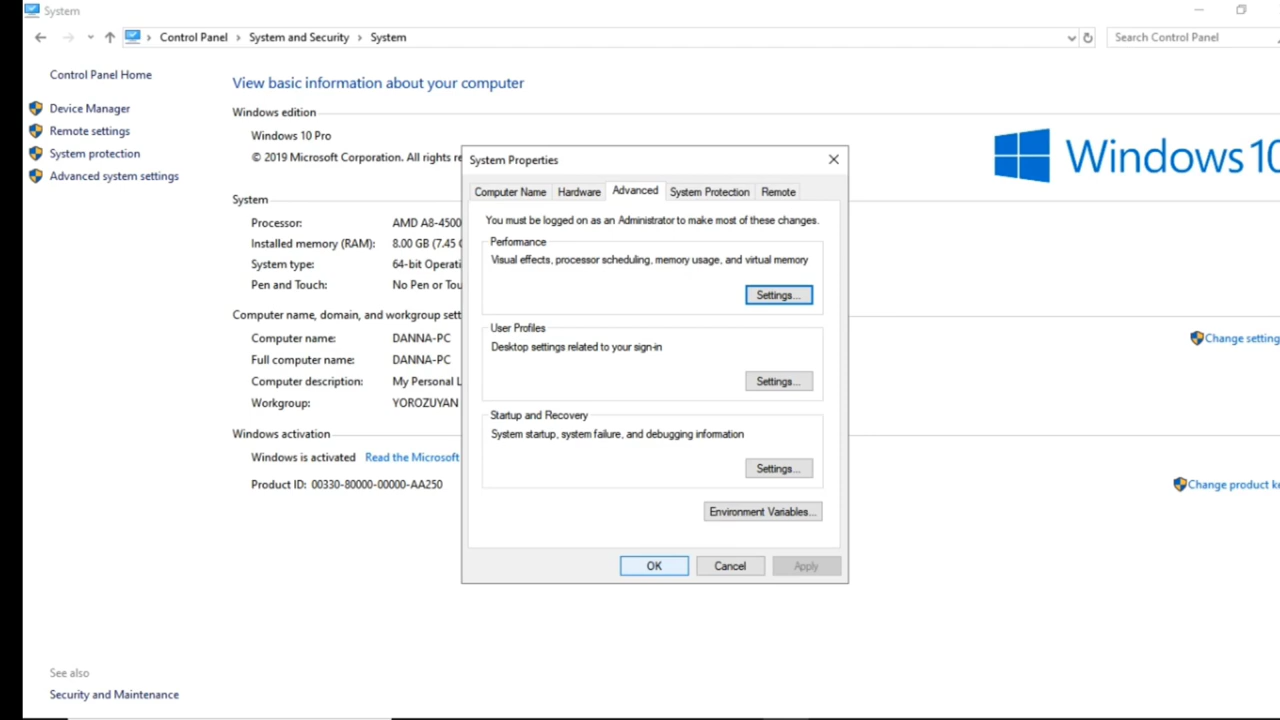 System
Control Panel > System and Security > System
Search Control Panel
Control Panel Home
Device Manager
Remote settings
System protection
Advanced system settings
View basic information about your computer
Windows edition
Windows 10 Pro
© 2019 Microsoft Corporation. All rights re
Windows 10
System
Processor: AMD A8-4500
Installed memory (RAM): 8.00 GB (7.45
System type: 64-bit Operati
Pen and Touch: No Pen or Tou
Computer name, domain, and workgroup sett
Computer name: DANNA-PC
Full computer name: DANNA-PC
Computer description: My Personal L
Workgroup: YOROZUYAN
Change setting
Windows activation
Windows is activated Read the Microsoft
Product ID: 00330-80000-00000-AA250
Change product ke
See also
Security and Maintenance
System Properties
Computer Name Hardware Advanced System Protection Remote
You must be logged on as an Administrator to make most of these changes.
Performance
Visual effects, processor scheduling, memory usage, and virtual memory
Settings...
User Profiles
Desktop settings related to your sign-in
Settings...
Startup and Recovery
System startup, system failure, and debugging information
Settings...
Environment Variables...
OK Cancel Apply